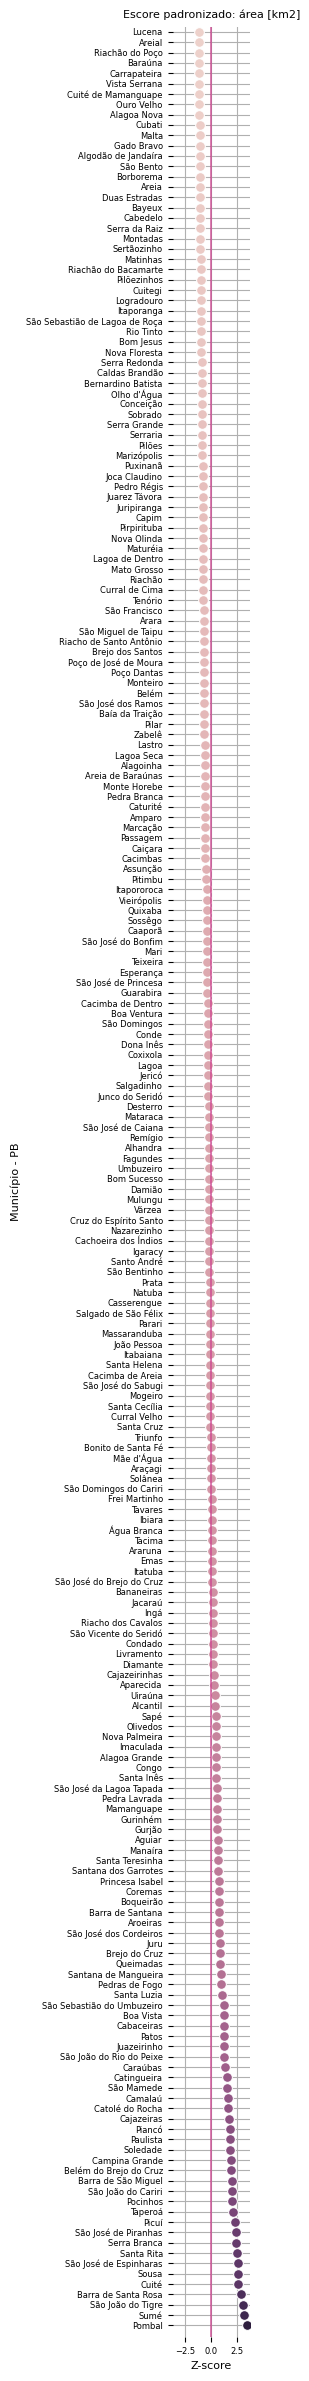 Escore padronizado: área [km2]
Lucena
Areial
Riachão do Poço
Baraúna
Carrapateira
Vista Serrana
Cuité de Mamanguape
Ouro Velho
Alagoa Nova
Cubati
Malta
Gado Bravo
Algodão de Jandaíra
São Bento
Borborema
Areia
Duas Estradas
Bayeux
Cabedelo
Serra da Raiz
Montadas
Sertãozinho
Matinhas
Riachão do Bacamarte
Pilõezinhos
Cuitegi
Logradouro
Itaporanga
São Sebastião de Lagoa de Roça
Rio Tinto
Bom Jesus
Nova Floresta
Serra Redonda
Caldas Brandão
Bernardino Batista
Olho d'Água
Conceição
Sobrado
Serra Grande
Serraria
Pilões
Marizópolis
Puxinanã
Joca Claudino
Pedro Régis
Juarez Távora
Juripiranga
Capim
Pirpirituba
Nova Olinda
Maturéia
Lagoa de Dentro
Mato Grosso
Riachão
Curral de Cima
Tenório
São Francisco
Arara
São Miguel de Taipu
Riacho de Santo Antônio
Brejo dos Santos
Poço de José de Moura
Poço Dantas
Monteiro
Belém
São José dos Ramos
Baía da Traição
Pilar
Zabelê
Lastro
Lagoa Seca
Alagoinha
Areia de Baraúnas
Monte Horebe
Pedra Branca
Caturité
Amparo
Marcação
Passagem
Caiçara
Cacimbas
Assunção
Pitimbu
Itapororoca
Vieirópolis
Quixaba
Sossêgo
Caaporã
São José do Bonfim
Mari
Teixeira
Esperança
São José de Princesa
Guarabira
Cacimba de Dentro
Boa Ventura
São Domingos
Conde
Dona Inês
Coxixola
Lagoa
Jericó
Salgadinho
Junco do Seridó
Desterro
Mataraca
São José de Caiana
Remígio
Alhandra
Fagundes
Umbuzeiro
Bom Sucesso
Damião
Mulungu
Várzea
Cruz do Espírito Santo
Nazarezinho
Cachoeira dos Índios
Igaracy
Santo André
São Bentinho
Prata
Natuba
Casserengue
Salgado de São Félix
Parari
Massaranduba
João Pessoa
Itabaiana
Santa Helena
Cacimba de Areia
São José do Sabugi
Mogeiro
Santa Cecília
Curral Velho
Santa Cruz
Triunfo
Bonito de Santa Fé
Mãe d'Água
Araçagi
Solânea
São Domingos do Cariri
Frei Martinho
Tavares
Ibiara
Água Branca
Tacima
Araruna
Emas
Itatuba
São José do Brejo do Cruz
Bananeiras
Jacaraú
Ingá
Riacho dos Cavalos
São Vicente do Seridó
Condado
Livramento
Diamante
Cajazeirinhas
Aparecida
Uiraúna
Alcantil
Sapé
Olivedos
Nova Palmeira
Imaculada
Alagoa Grande
Congo
Santa Inês
São José da Lagoa Tapada
Pedra Lavrada
Mamanguape
Gurinhém
Gurjão
Aguiar
Manaíra
Santa Teresinha
Santana dos Garrotes
Princesa Isabel
Coremas
Boqueirão
Barra de Santana
Aroeiras
São José dos Cordeiros
Juru
Brejo do Cruz
Queimadas
Santana de Mangueira
Pedras de Fogo
Santa Luzia
São Sebastião do Umbuzeiro
Boa Vista
Cabaceiras
Patos
Juazeirinho
São João do Rio do Peixe
Caraúbas
Catingueira
São Mamede
Camalaú
Catolé do Rocha
Cajazeiras
Piancó
Paulista
Soledade
Campina Grande
Belém do Brejo do Cruz
Barra de São Miguel
São João do Cariri
Pocinhos
Taperoá
Picuí
São José de Piranhas
Serra Branca
Santa Rita
São José de Espinharas
Sousa
Cuité
Barra de Santa Rosa
São João do Tigre
Sumé
Pombal
Município - PB
−2.5 0.0 2.5
Z-score